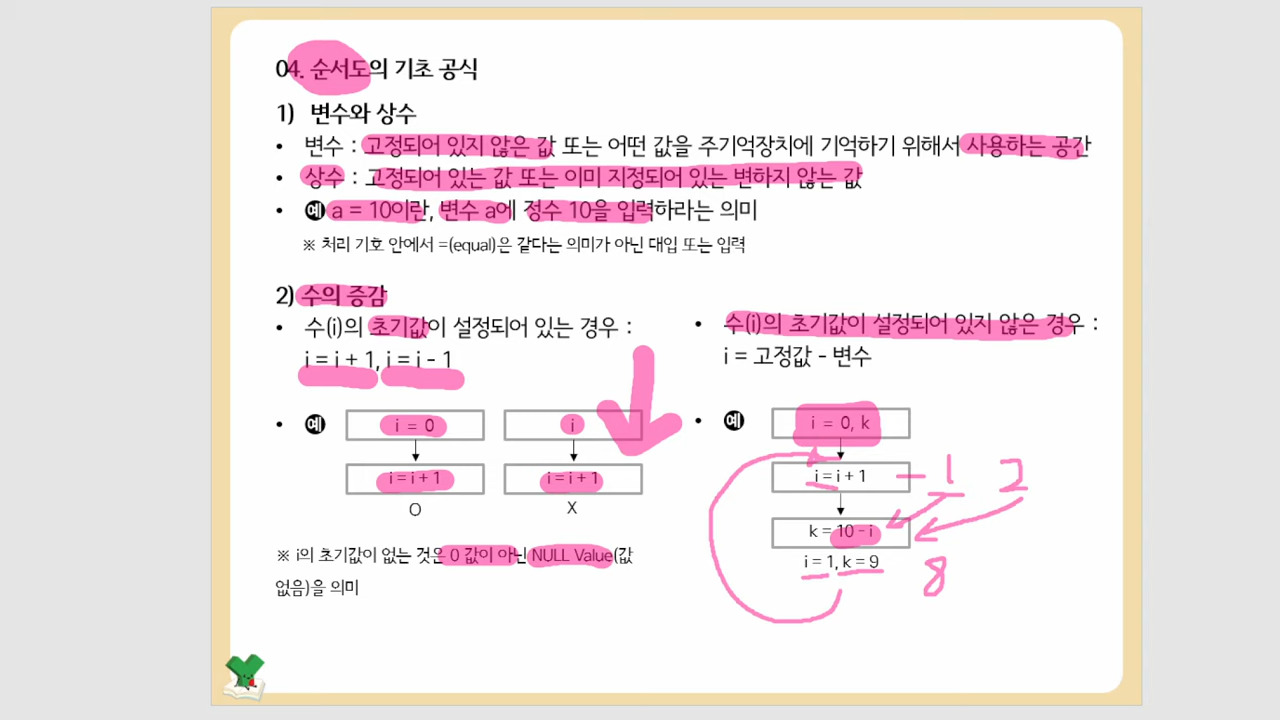 04. 순서도의 기초 공식
1) 변수와 상수
• 변수 : 고정되어 있지 않은 값 또는 어떤 값을 주기억장치에 기억하기 위해서 사용하는 공간
• 상수 : 고정되어 있는 값 또는 이미 지정되어 있는 변하지 않는 값
• 예 a = 10이란, 변수 a에 정수 10을 입력하라는 의미
※ 처리 기호 안에서 =(equal)은 같다는 의미가 아닌 대입 또는 입력
2) 수의 증감
• 수(i)의 초기값이 설정되어 있는 경우 :
i = i + 1, i = i - 1
• 예
i = 0
i = i + 1
O
i
i = i + 1
X
※ i의 초기값이 없는 것은 0 값이 아닌 NULL Value(값
없음)을 의미
• 수(i)의 초기값이 설정되어 있지 않은 경우 :
i = 고정값 - 변수
• 예
i = 0, k
i = i + 1
1 2
k = 10 - i
i = 1, k = 9
8